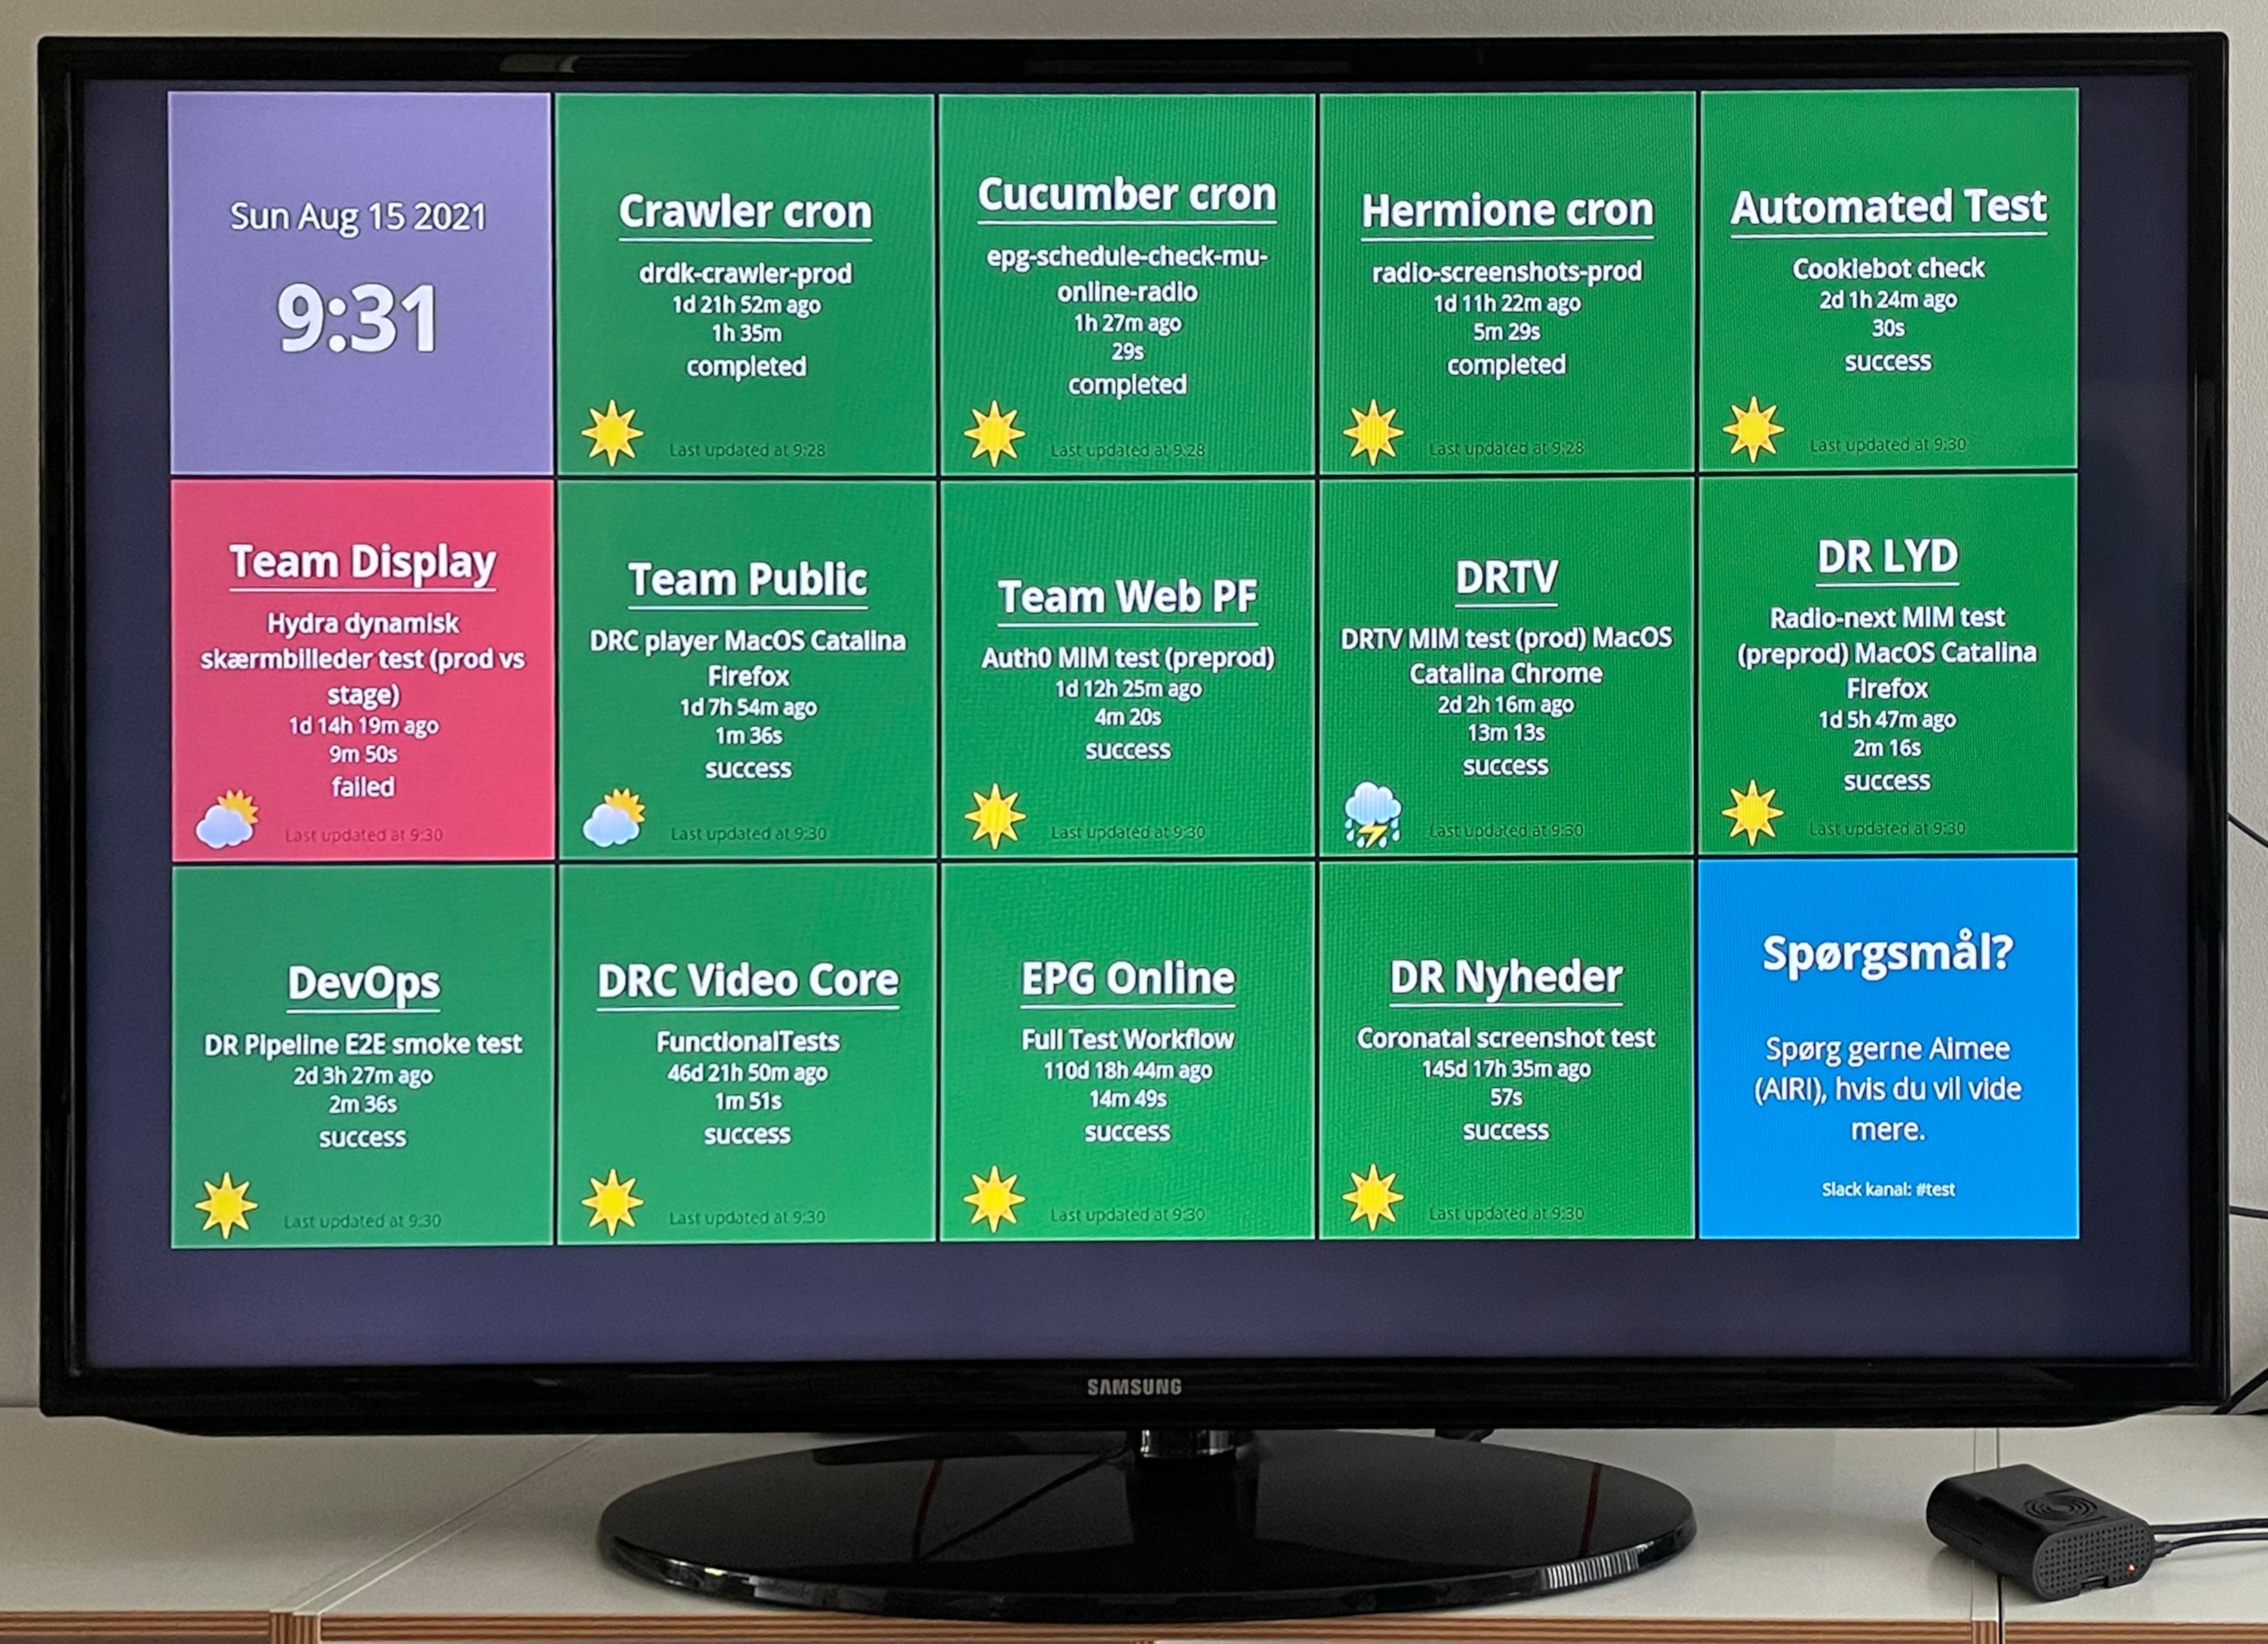 Sun Aug 15 2021
9:31
Crawler cron
drdk-crawler-prod
1d 21h 52m ago
1h 35m
completed
Last updated at 9:28
Cucumber cron
epg-schedule-check-mu-
online-radio
1h 27m ago
29s
completed
Last updated at 9:28
Hermione cron
radio-screenshots-prod
1d 11h 22m ago
5m 29s
completed
Last updated at 9:28
Automated Test
Cookiebot check
2d 1h 24m ago
30s
success
Last updated at 9:30
Team Display
Hydra dynamisk
skærmbilleder test (prod vs
stage)
1d 14h 19m ago
9m 50s
failed
Last updated at 9:30
Team Public
DRC player MacOS Catalina
Firefox
1d 7h 54m ago
1m 36s
success
Last updated at 9:30
Team Web PF
Auth0 MIM test (preprod)
1d 12h 25m ago
4m 20s
success
Last updated at 9:30
DRTV
DRTV MIM test (prod) MacOS
Catalina Chrome
2d 2h 16m ago
13m 13s
success
Last updated at 9:30
DR LYD
Radio-next MIM test
(preprod) MacOS Catalina
Firefox
1d 5h 47m ago
2m 16s
success
Last updated at 9:30
DevOps
DR Pipeline E2E smoke test
2d 3h 27m ago
2m 36s
success
Last updated at 9:30
DRC Video Core
FunctionalTests
46d 21h 50m ago
1m 51s
success
Last updated at 9:30
EPG Online
Full Test Workflow
110d 18h 44m ago
14m 49s
success
Last updated at 9:30
DR Nyheder
Coronatal screenshot test
145d 17h 35m ago
57s
success
Last updated at 9:30
Spørgsmål?
Spørg gerne Aimee
(AIRI), hvis du vil vide
mere.
Slack kanal: #test
SAMSUNG